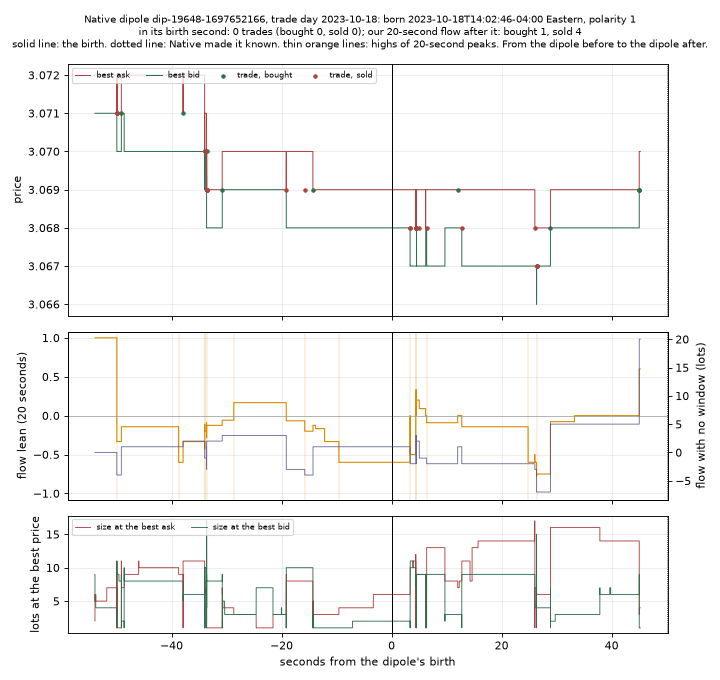 Native dipole dip-19648-1697652166, trade day 2023-10-18: born 2023-10-18T14:02:46-04:00 Eastern, polarity 1
in its birth second: 0 trades (bought 0, sold 0); our 20-second flow after it: bought 1, sold 4
solid line: the birth. dotted line: Native made it known. thin orange lines: highs of 20-second peaks. From the dipole before to the dipole after.
best ask best bid trade, bought trade, sold
3.072
3.071
3.070
3.069
3.068
3.067
3.066
price
1.0
0.5
0.0
−0.5
−1.0
flow lean (20 seconds)
20
15
10
5
0
−5
flow with no window (lots)
size at the best ask size at the best bid
15
10
5
lots at the best price
−40 −20 0 20 40
seconds from the dipole's birth